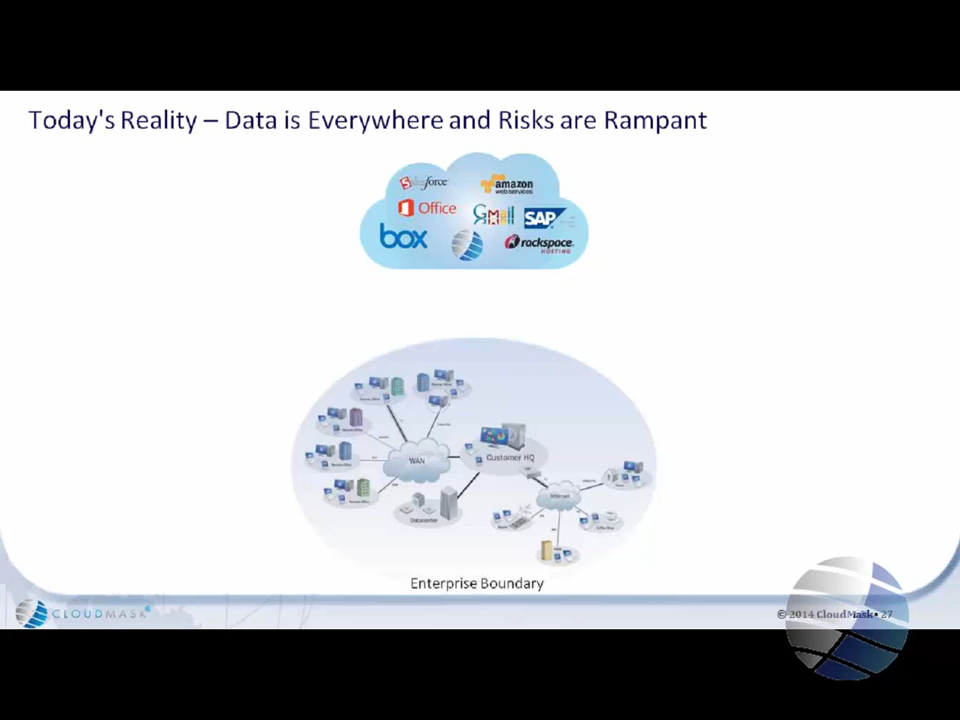 Today's Reality – Data is Everywhere and Risks are Rampant
salesforce
amazon
web services
Office
Gmail
SAP
box
rackspace
HOSTING
WAN
Customer HQ
Internet
Datacenter
Enterprise Boundary
CLOUDMASK
© 2014 CloudMask • 27